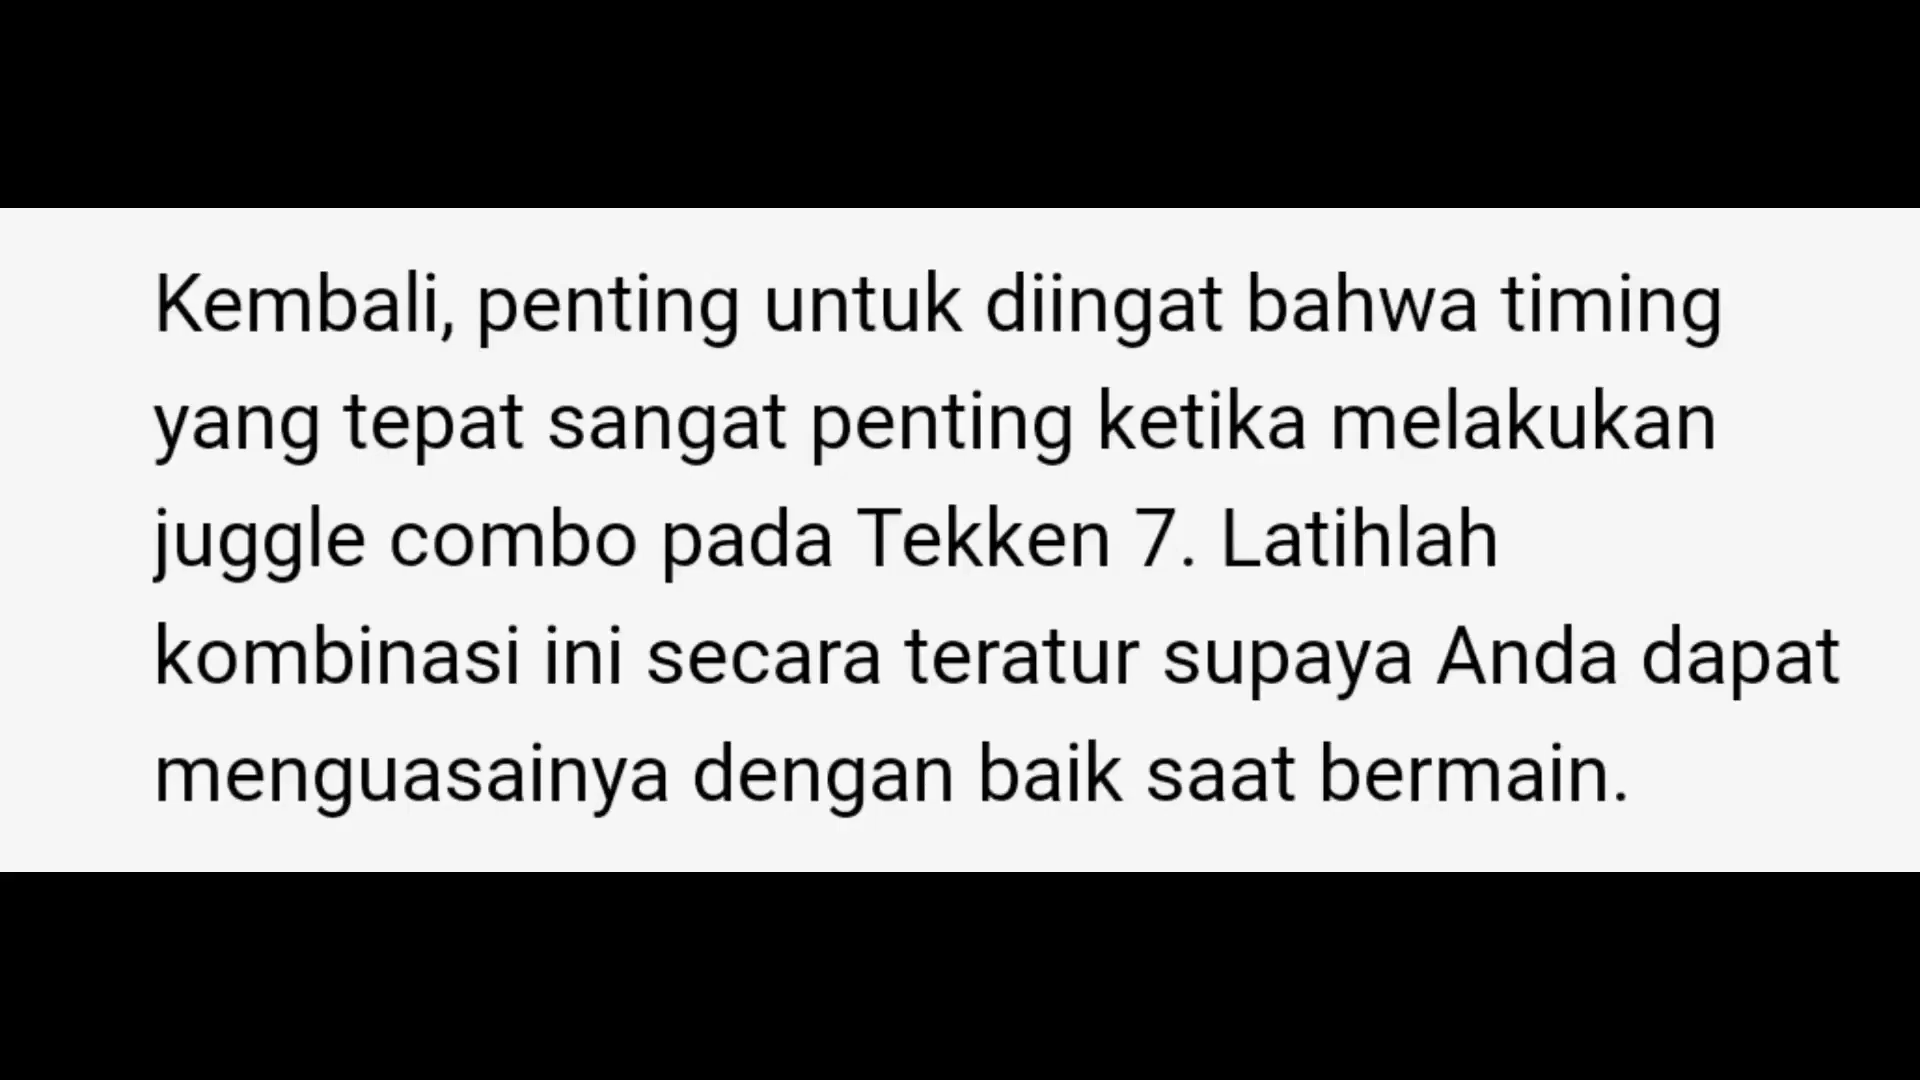 Kembali, penting untuk diingat bahwa timing
yang tepat sangat penting ketika melakukan
juggle combo pada Tekken 7. Latihlah
kombinasi ini secara teratur supaya Anda dapat
menguasainya dengan baik saat bermain.